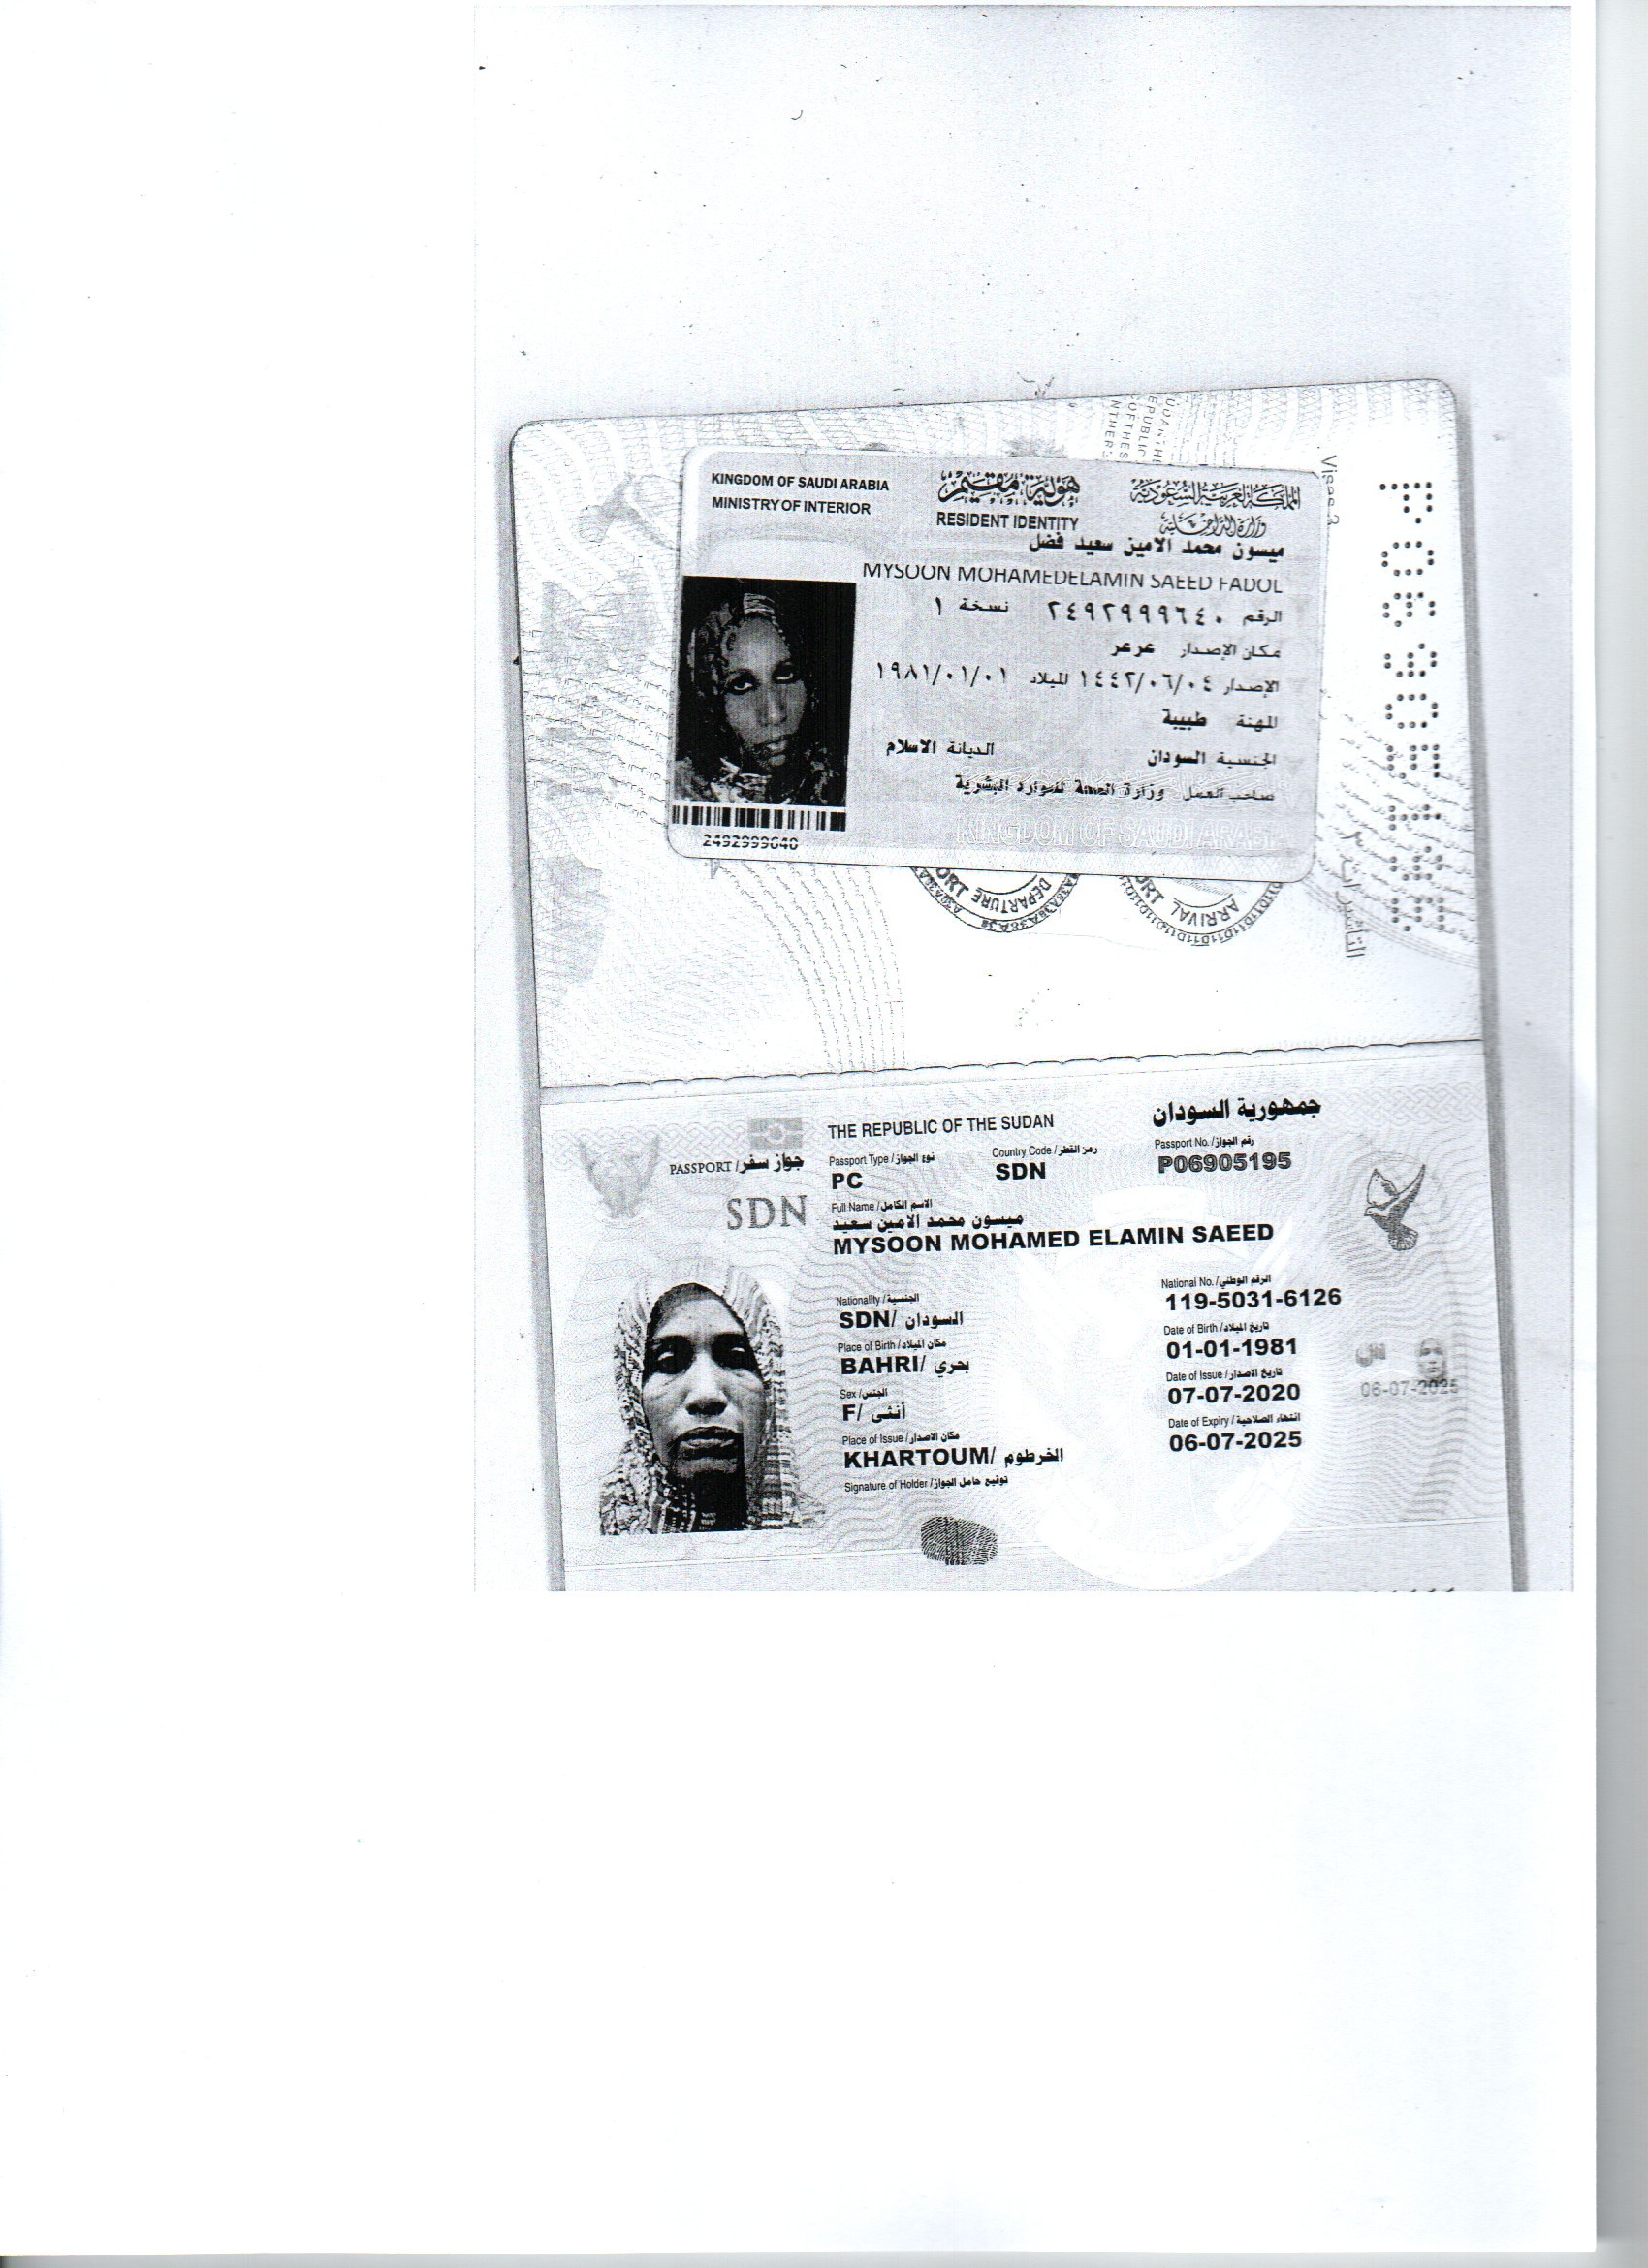 KINGDOM OF SAUDI ARABIA
MINISTRY OF INTERIOR
هوية مقيم
RESIDENT IDENTITY
المملكة العربية السعودية
وزارة الداخلية
ميسون محمد الامين سعيد فضل
MYSOON MOHAMEDELAMIN SAEED FADOL
الرقم ٢٤٩٢٩٩٩٦٤٠ نسخة ١
مكان الإصدار عرعر
الإصدار ١٤٤٢/٠٦/٠٤ الميلاد ١٩٨١/٠١/٠١
المهنة طبيبة
الجنسية السودان الديانة الاسلام
صاحب العمل وزارة الصحة للموارد البشرية
KINGDOM OF SAUDI ARABIA
2492999640
Visas 3
التأشيرات
P06905195
DEPARTURE
ARRIVAL
THE REPUBLIC OF THE SUDAN
جمهورية السودان
PASSPORT / جواز سفر
SDN
Passport Type / نوع الجواز
PC
Country Code / رمز القطر
SDN
Passport No. / رقم الجواز
P06905195
Full Name / الاسم الكامل
ميسون محمد الامين سعيد
MYSOON MOHAMED ELAMIN SAEED
Nationality / الجنسية
SDN/ السودان
National No. / الرقم الوطني
119-5031-6126
Place of Birth / مكان الميلاد
BAHRI/ بحري
Date of Birth / تاريخ الميلاد
01-01-1981
Sex / الجنس
F/ أنثى
Date of Issue / تاريخ الاصدار
07-07-2020
Place of Issue / مكان الاصدار
KHARTOUM/ الخرطوم
Date of Expiry / انتهاء الصلاحية
06-07-2025
06-07-2025
Signature of Holder / توقيع حامل الجواز